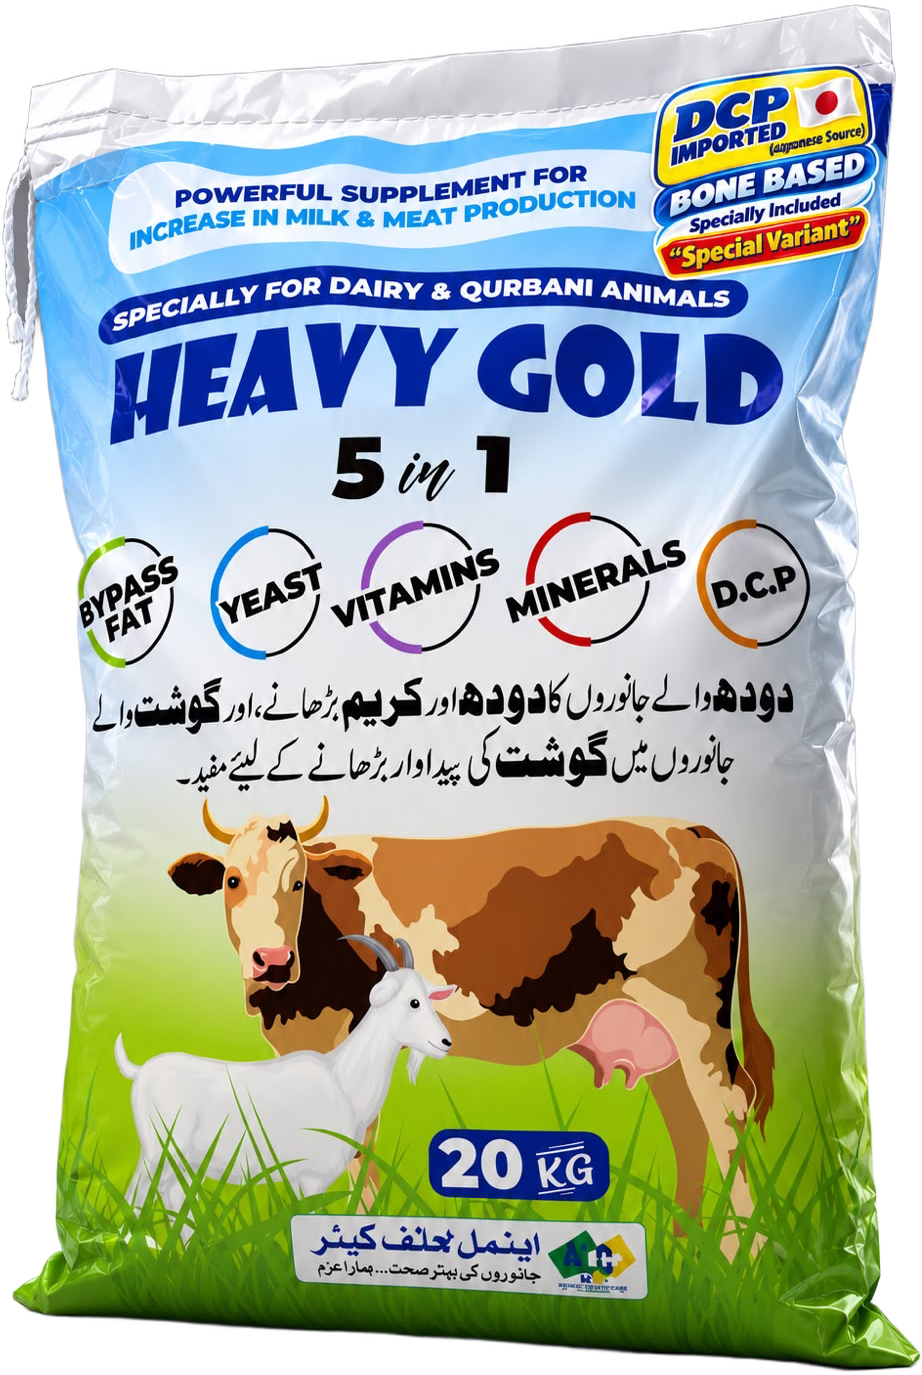 DCP
IMPORTED
BONE BASED
Specially Included
"Special Variant"
POWERFUL SUPPLEMENT FOR
INCREASE IN MILK & MEAT PRODUCTION
SPECIALLY FOR DAIRY & QURBANI ANIMALS
HEAVY GOLD
5 in 1
BYPASS
FAT
YEAST
VITAMINS
MINERALS
D.C.P
دودھ والے جانوروں کا دودھ اور کریم بڑھانے، اور گوشت والے
جانوروں میں گوشت کی پیداوار بڑھانے کے لیئے مفید۔
20 KG
اینمل کیئر
جانوروں کی بہتر صحت... ہمارا عزم